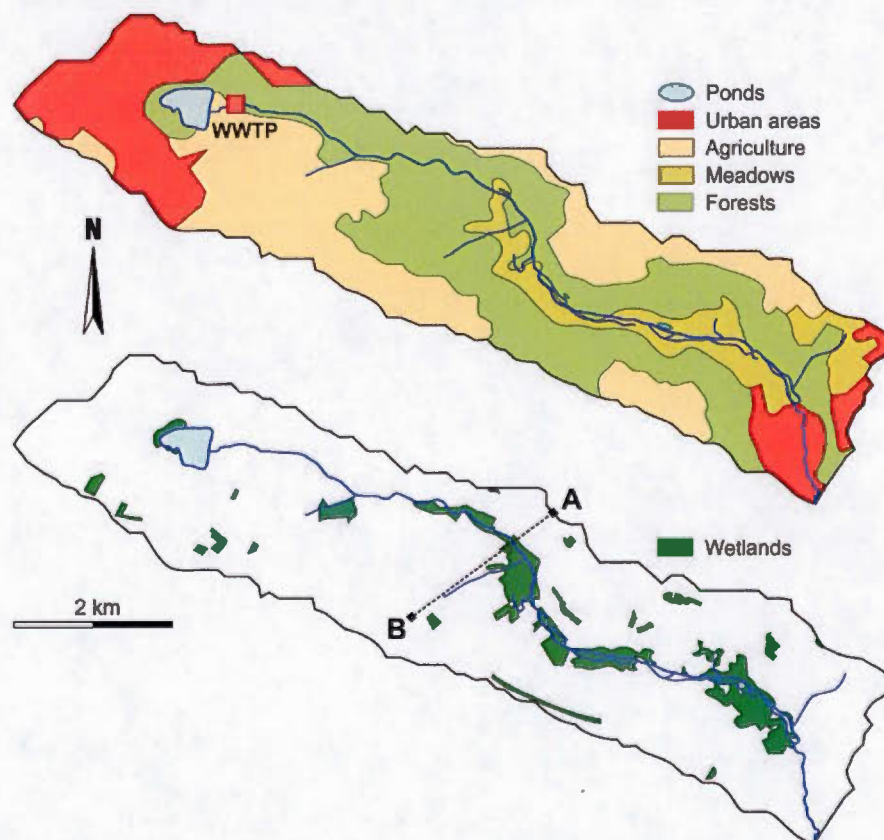 Ponds
Urban areas
WWTP
Agriculture
Meadows
Forests
N
A
Wetlands
2 km
B